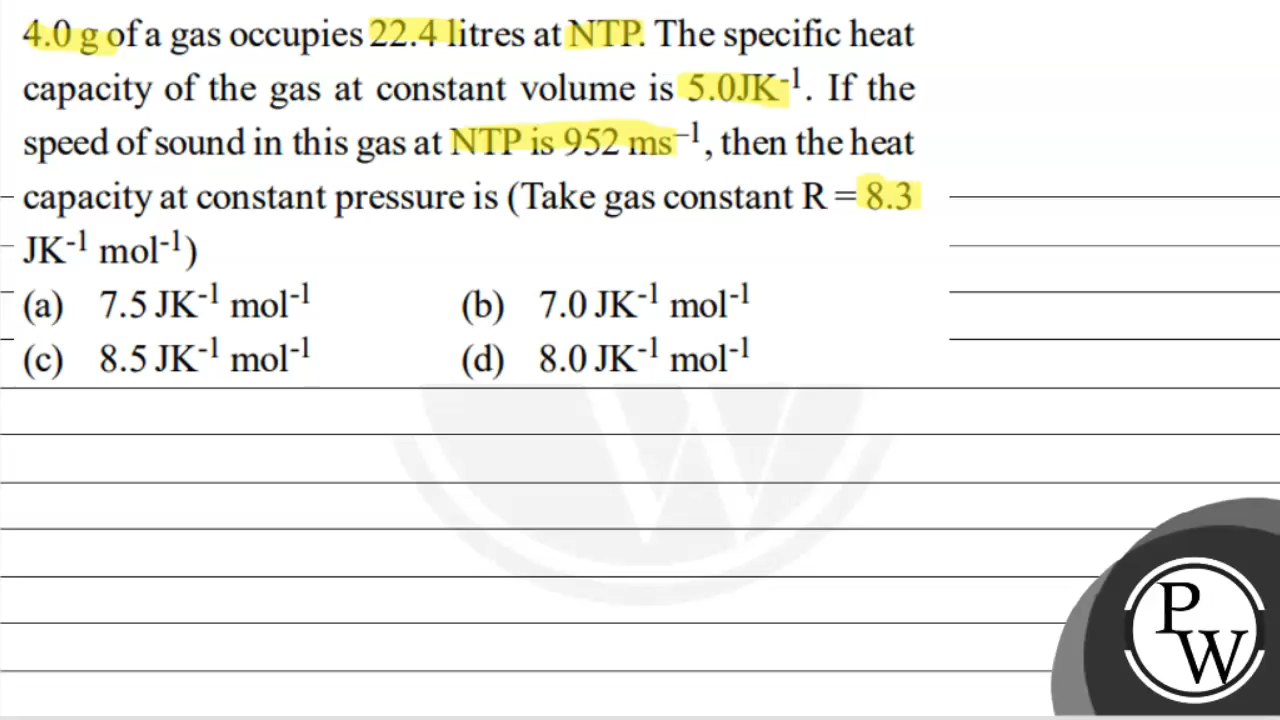 4.0 g of a gas occupies 22.4 litres at NTP. The specific heat
capacity of the gas at constant volume is 5.0JK⁻¹. If the
speed of sound in this gas at NTP is 952 ms⁻¹, then the heat
capacity at constant pressure is (Take gas constant R = 8.3
JK⁻¹ mol⁻¹)
(a) 7.5 JK⁻¹ mol⁻¹ (b) 7.0 JK⁻¹ mol⁻¹
(c) 8.5 JK⁻¹ mol⁻¹ (d) 8.0 JK⁻¹ mol⁻¹
W
P
W